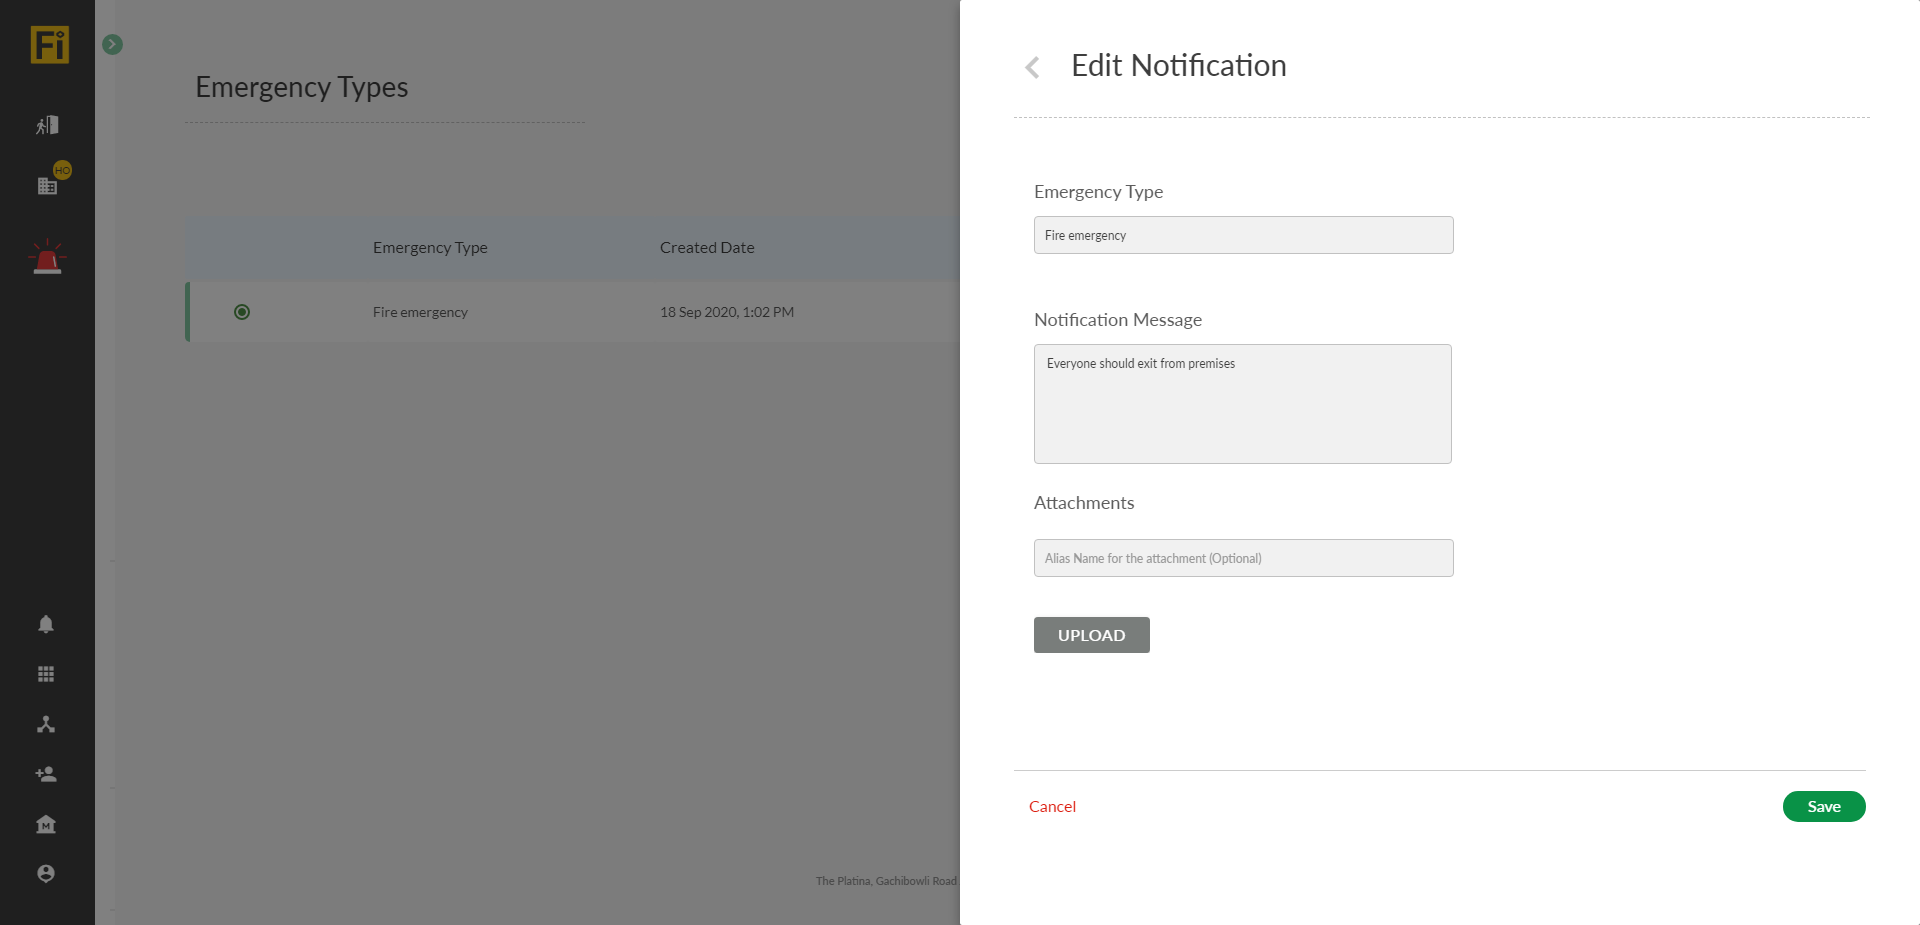 Fi
HO
Emergency Types
Emergency Type Created Date
Fire emergency 18 Sep 2020, 1:02 PM
M
The Platina, Gachibowli Road
Edit Notification
Emergency Type
Fire emergency
Notification Message
Everyone should exit from premises
Attachments
Alias Name for the attachment (Optional)
UPLOAD
Cancel
Save